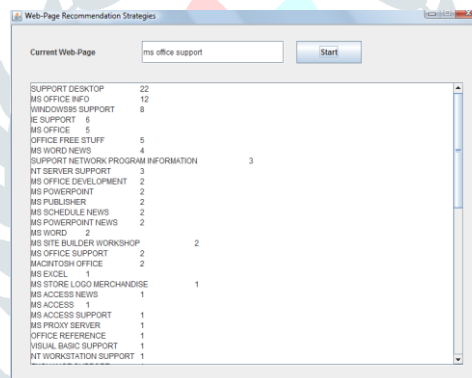 Web-Page Recommendation Strategies
Current Web-Page ms office support Start
SUPPORT DESKTOP 22
MS OFFICE INFO 12
WINDOWS95 SUPPORT 8
IE SUPPORT 6
MS OFFICE 5
OFFICE FREE STUFF 5
MS WORD NEWS 4
SUPPORT NETWORK PROGRAM INFORMATION 3
NT SERVER SUPPORT 3
MS OFFICE DEVELOPMENT 2
MS POWERPOINT 2
MS PUBLISHER 2
MS SCHEDULE NEWS 2
MS POWERPOINT NEWS 2
MS WORD 2
MS SITE BUILDER WORKSHOP 2
MS OFFICE SUPPORT 2
MACINTOSH OFFICE 2
MS EXCEL 1
MS STORE LOGO MERCHANDISE 1
MS ACCESS NEWS 1
MS ACCESS 1
MS ACCESS SUPPORT 1
MS PROXY SERVER 1
OFFICE REFERENCE 1
VISUAL BASIC SUPPORT 1
NT WORKSTATION SUPPORT 1